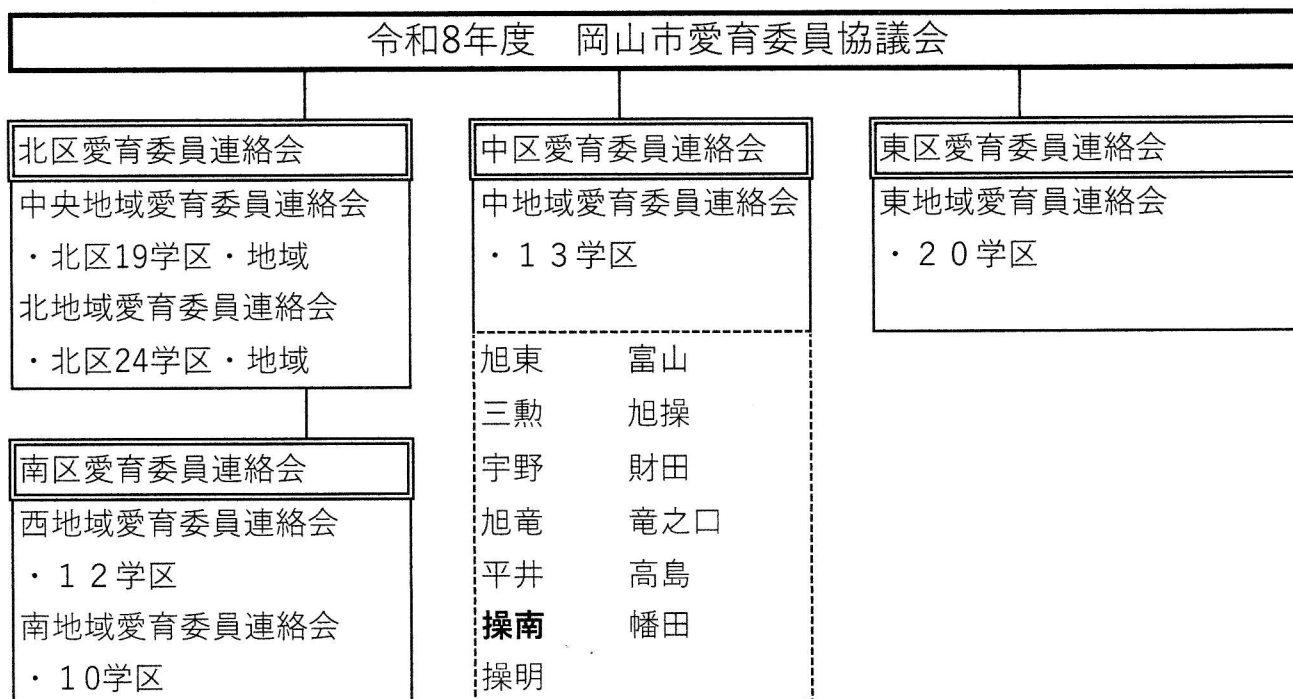 令和8年度　岡山市愛育委員協議会
北区愛育委員連絡会
中央地域愛育委員連絡会
・北区19学区・地域
北地域愛育委員連絡会
・北区24学区・地域
南区愛育委員連絡会
西地域愛育委員連絡会
・１２学区
南地域愛育委員連絡会
・10学区
中区愛育委員連絡会
中地域愛育委員連絡会
・１３学区
旭東　富山
三勲　旭操
宇野　財田
旭竜　竜之口
平井　高島
操南　幡田
操明
東区愛育委員連絡会
東地域愛育員連絡会
・２０学区